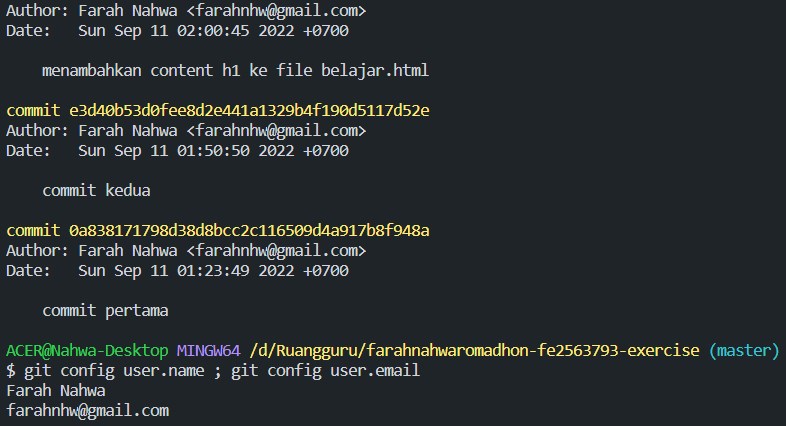 Author: Farah Nahwa <farahnhw@gmail.com>
Date:   Sun Sep 11 02:00:45 2022 +0700
menambahkan content h1 ke file belajar.html
commit e3d40b53d0fee8d2e441a1329b4f190d5117d52e
Author: Farah Nahwa <farahnhw@gmail.com>
Date:   Sun Sep 11 01:50:50 2022 +0700
commit kedua
commit 0a838171798d38d8bcc2c116509d4a917b8f948a
Author: Farah Nahwa <farahnhw@gmail.com>
Date:   Sun Sep 11 01:23:49 2022 +0700
commit pertama
ACER@Nahwa-Desktop MINGW64 /d/Ruangguru/farahnahwaromadhon-fe2563793-exercise (master)
$ git config user.name ; git config user.email
Farah Nahwa
farahnhw@gmail.com